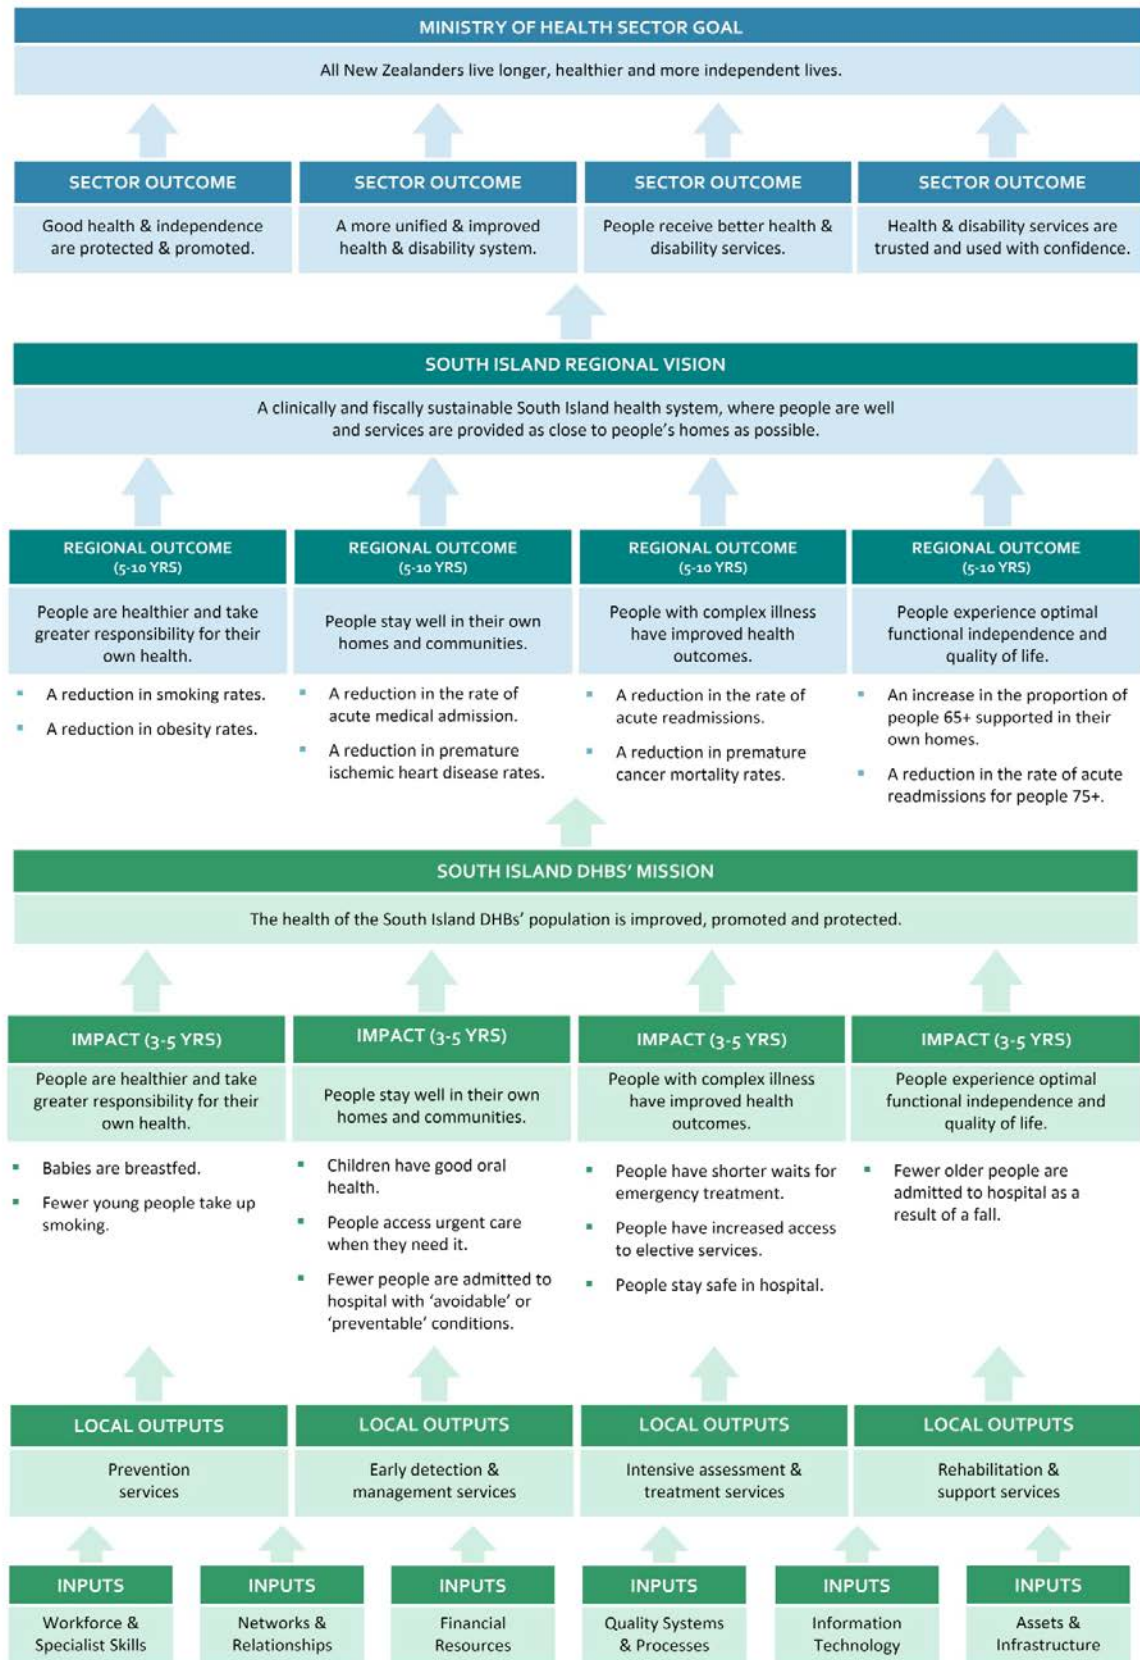 MINISTRY OF HEALTH SECTOR GOAL
All New Zealanders live longer, healthier and more independent lives.
SECTOR OUTCOME
Good health & independence
are protected & promoted.
SECTOR OUTCOME
A more unified & improved
health & disability system.
SECTOR OUTCOME
People receive better health &
disability services.
SECTOR OUTCOME
Health & disability services are
trusted and used with confidence.
SOUTH ISLAND REGIONAL VISION
A clinically and fiscally sustainable South Island health system, where people are well
and services are provided as close to people's homes as possible.
REGIONAL OUTCOME
(5-10 YRS)
People are healthier and take
greater responsibility for their
own health.
▪ A reduction in smoking rates.
▪ A reduction in obesity rates.
REGIONAL OUTCOME
(5-10 YRS)
People stay well in their own
homes and communities.
▪ A reduction in the rate of
acute medical admission.
▪ A reduction in premature
ischemic heart disease rates.
REGIONAL OUTCOME
(5-10 YRS)
People with complex illness
have improved health
outcomes.
▪ A reduction in the rate of
acute readmissions.
▪ A reduction in premature
cancer mortality rates.
REGIONAL OUTCOME
(5-10 YRS)
People experience optimal
functional independence and
quality of life.
▪ An increase in the proportion of
people 65+ supported in their
own homes.
▪ A reduction in the rate of acute
readmissions for people 75+.
SOUTH ISLAND DHBS' MISSION
The health of the South Island DHBs' population is improved, promoted and protected.
IMPACT (3-5 YRS)
People are healthier and take
greater responsibility for their
own health.
▪ Babies are breastfed.
▪ Fewer young people take up
smoking.
IMPACT (3-5 YRS)
People stay well in their own
homes and communities.
▪ Children have good oral
health.
▪ People access urgent care
when they need it.
▪ Fewer people are admitted to
hospital with 'avoidable' or
'preventable' conditions.
IMPACT (3-5 YRS)
People with complex illness
have improved health
outcomes.
▪ People have shorter waits for
emergency treatment.
▪ People have increased access
to elective services.
▪ People stay safe in hospital.
IMPACT (3-5 YRS)
People experience optimal
functional independence and
quality of life.
▪ Fewer older people are
admitted to hospital as a
result of a fall.
LOCAL OUTPUTS
Prevention
services
LOCAL OUTPUTS
Early detection &
management services
LOCAL OUTPUTS
Intensive assessment &
treatment services
LOCAL OUTPUTS
Rehabilitation &
support services
INPUTS
Workforce &
Specialist Skills
INPUTS
Networks &
Relationships
INPUTS
Financial
Resources
INPUTS
Quality Systems
& Processes
INPUTS
Information
Technology
INPUTS
Assets &
Infrastructure